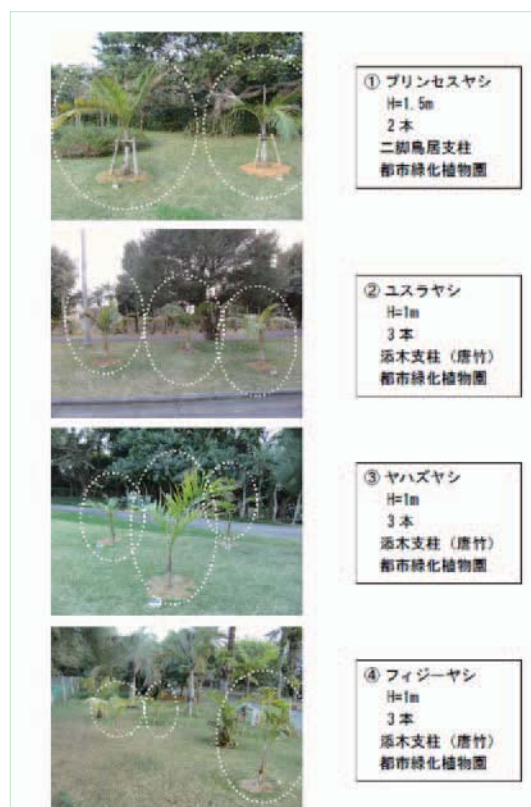 ① プリンセスヤシ
H=1.5m
2本
二脚鳥居支柱
都市緑化植物園
② ユスラヤシ
H=1m
3本
添木支柱（唐竹）
都市緑化植物園
③ ヤハズヤシ
H=1m
3本
添木支柱（唐竹）
都市緑化植物園
④ フィジーヤシ
H=1m
3本
添木支柱（唐竹）
都市緑化植物園